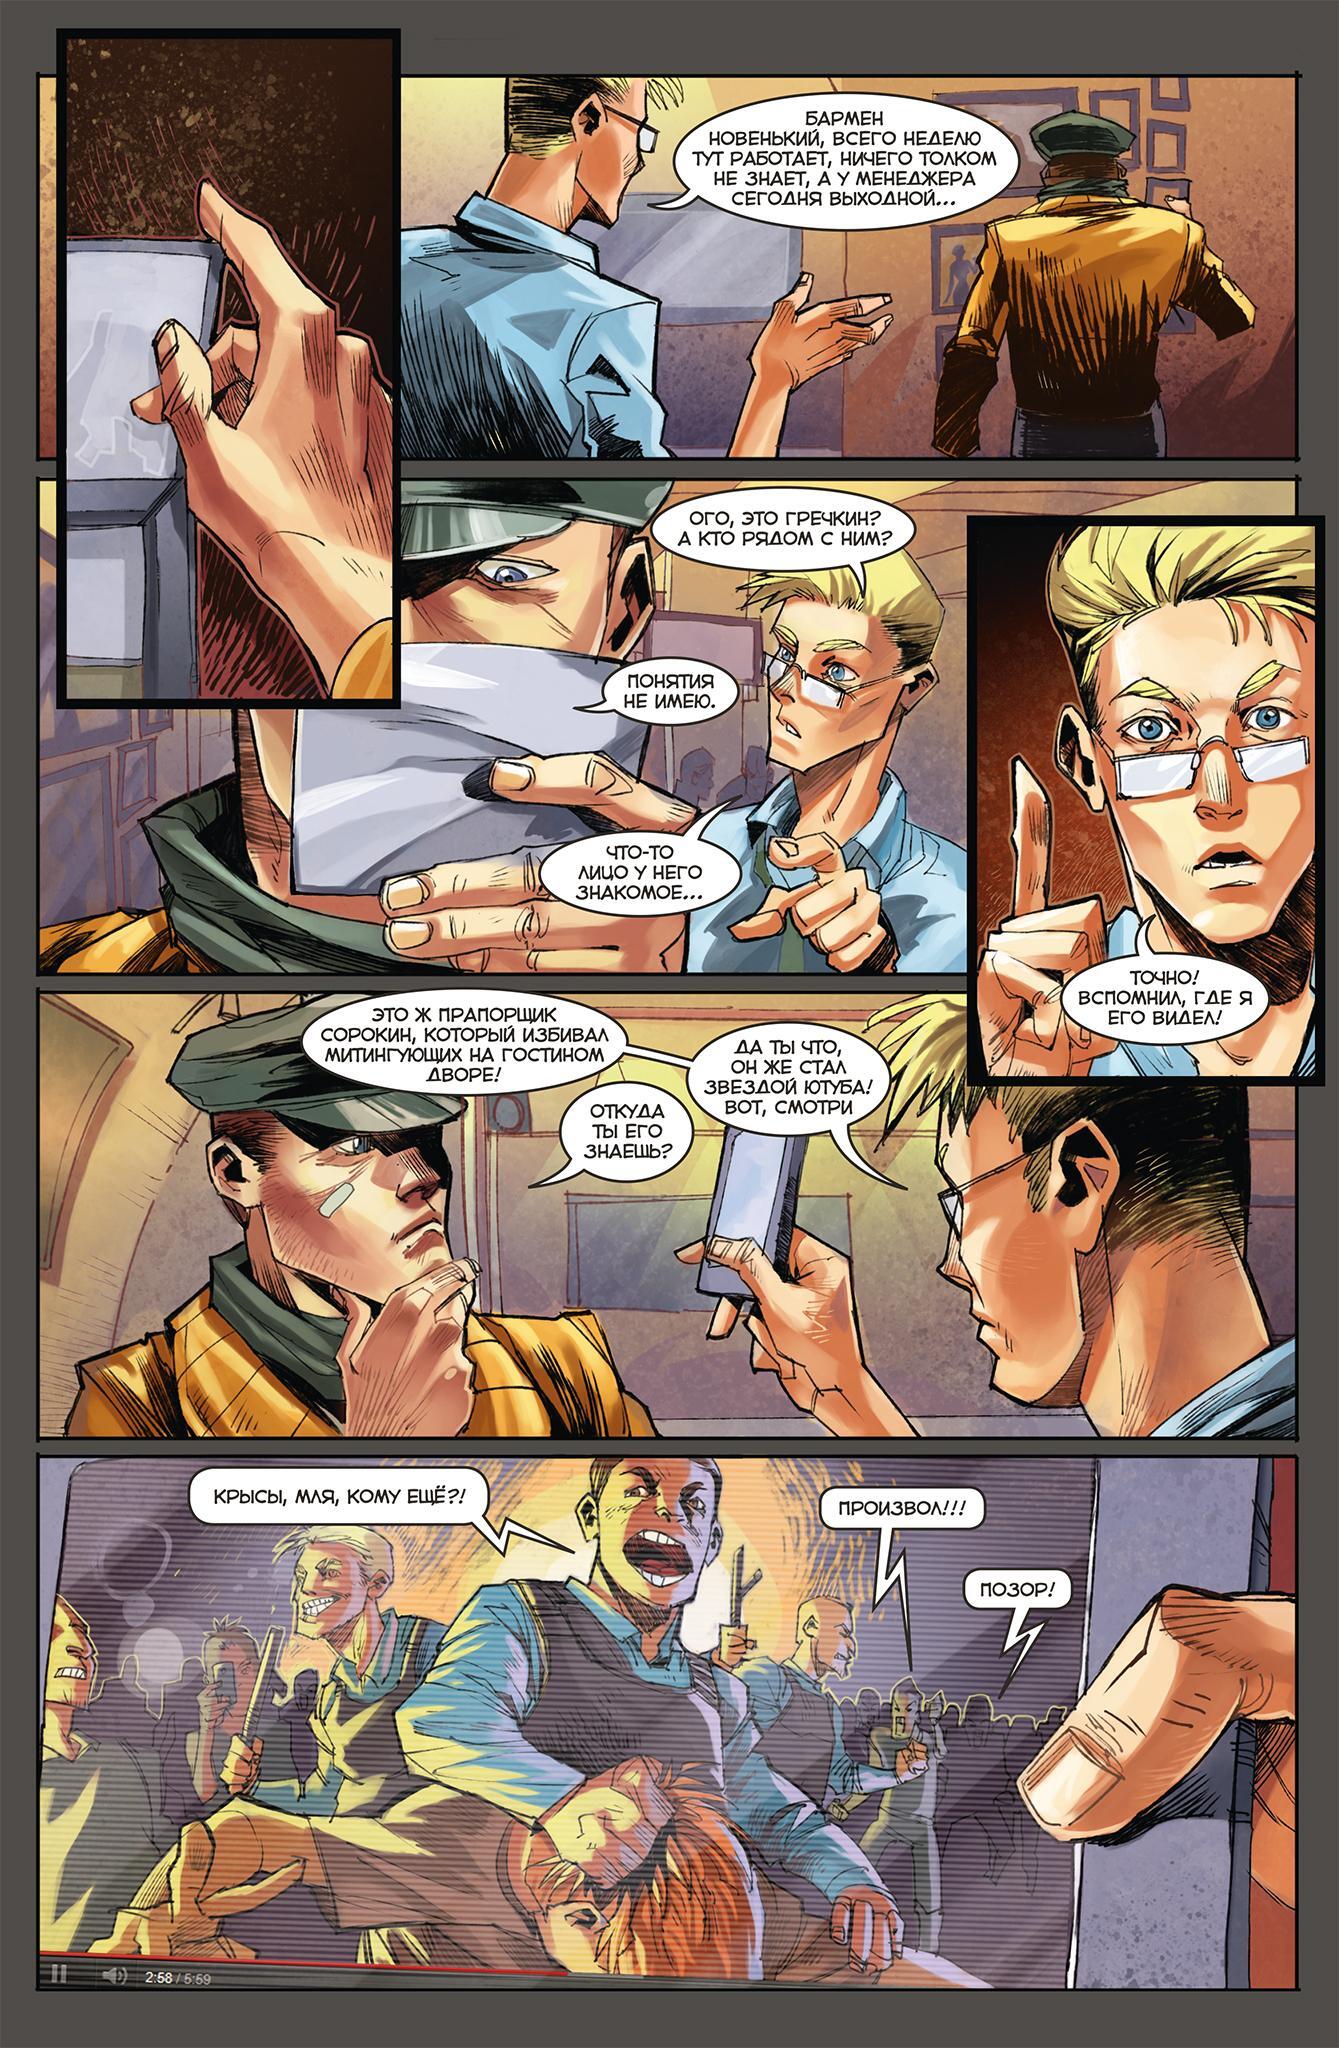 БАРМЕН
НОВЕНЬКИЙ, ВСЕГО НЕДЕЛЮ
ТУТ РАБОТАЕТ, НИЧЕГО ТОЛКОМ
НЕ ЗНАЕТ, А У МЕНЕДЖЕРА
СЕГОДНЯ ВЫХОДНОЙ...
ОГО, ЭТО ГРЕЧКИН?
А КТО РЯДОМ С НИМ?
ПОНЯТИЯ
НЕ ИМЕЮ.
ЧТО-ТО
ЛИЦО У НЕГО
ЗНАКОМОЕ...
ТОЧНО!
ВСПОМНИЛ, ГДЕ Я
ЕГО ВИДЕЛ!
ЭТО Ж ПРАПОРЩИК
СОРОКИН, КОТОРЫЙ ИЗБИВАЛ
МИТИНГУЮЩИХ НА ГОСТИНОМ
ДВОРЕ!
ОТКУДА
ТЫ ЕГО
ЗНАЕШЬ?
ДА ТЫ ЧТО,
ОН ЖЕ СТАЛ
ЗВЕЗДОЙ ЮТУБА!
ВОТ, СМОТРИ
КРЫСЫ, МЛЯ, КОМУ ЕЩЁ?!
ПРОИЗВОЛ!!!
ПОЗОР!
2:58 / 5:59